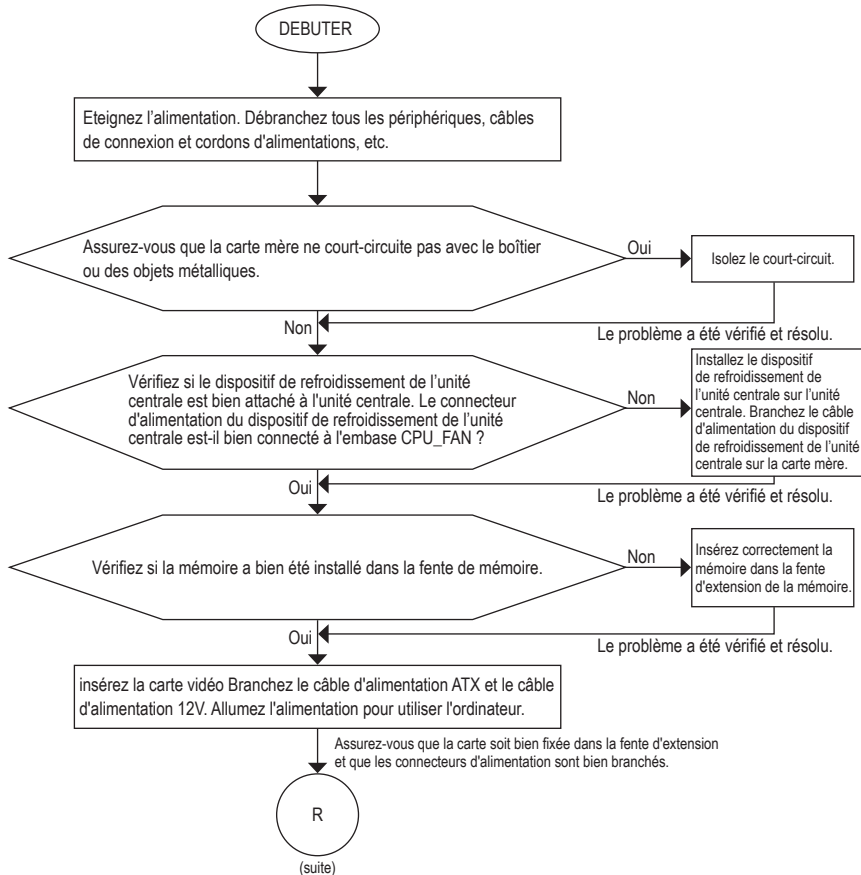 DEBUTER
Eteignez l'alimentation. Débranchez tous les périphériques, câbles
de connexion et cordons d'alimentations, etc.
Assurez-vous que la carte mère ne court-circuite pas avec le boîtier
ou des objets métalliques.
Oui
Isolez le court-circuit.
Non
Le problème a été vérifié et résolu.
Vérifiez si le dispositif de refroidissement de l'unité
centrale est bien attaché à l'unité centrale. Le connecteur
d'alimentation du dispositif de refroidissement de l'unité
centrale est-il bien connecté à l'embase CPU_FAN ?
Non
Installez le dispositif
de refroidissement de
l'unité centrale sur l'unité
centrale. Branchez le câble
d'alimentation du dispositif
de refroidissement de l'unité
centrale sur la carte mère.
Oui
Le problème a été vérifié et résolu.
Vérifiez si la mémoire a bien été installé dans la fente de mémoire.
Non
Insérez correctement la
mémoire dans la fente
d'extension de la mémoire.
Oui
Le problème a été vérifié et résolu.
insérez la carte vidéo Branchez le câble d'alimentation ATX et le câble
d'alimentation 12V. Allumez l'alimentation pour utiliser l'ordinateur.
Assurez-vous que la carte soit bien fixée dans la fente d'extension
et que les connecteurs d'alimentation sont bien branchés.
R
(suite)